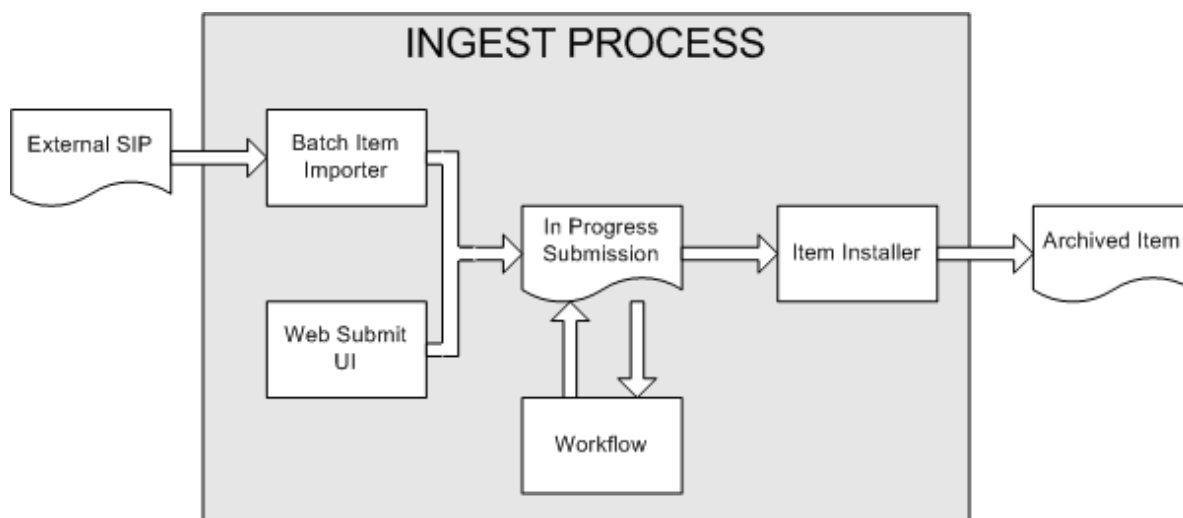 INGEST PROCESS
External SIP
Batch Item
Importer
In Progress
Submission
Item Installer
Archived Item
Web Submit
UI
Workflow